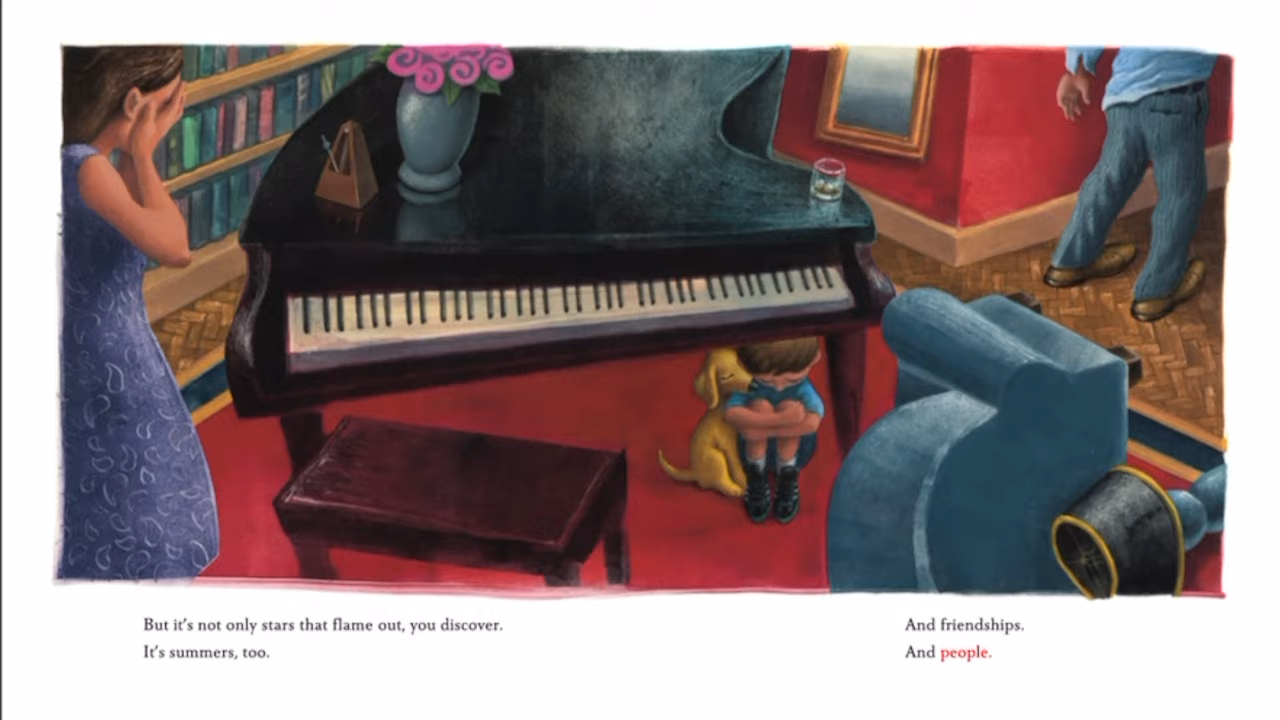 But it's not only stars that flame out, you discover.
It's summers, too.
And friendships.
And people.